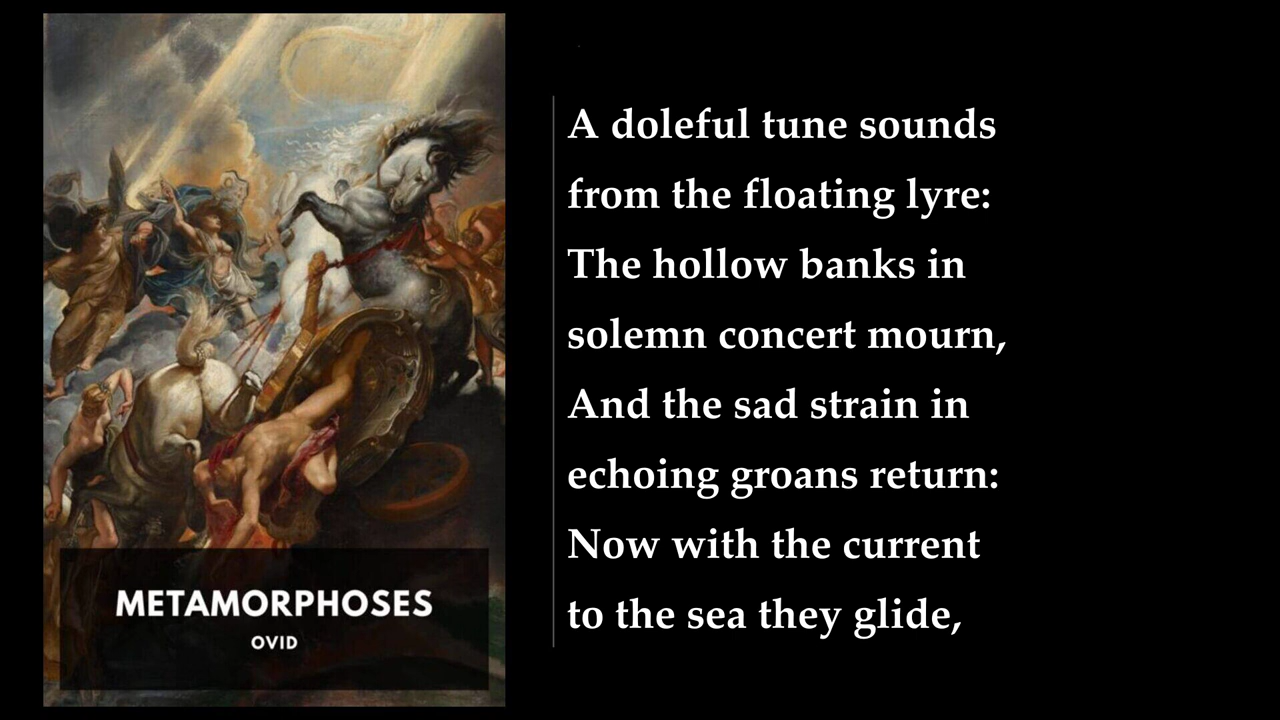 METAMORPHOSES
OVID
A doleful tune sounds
from the floating lyre:
The hollow banks in
solemn concert mourn,
And the sad strain in
echoing groans return:
Now with the current
to the sea they glide,